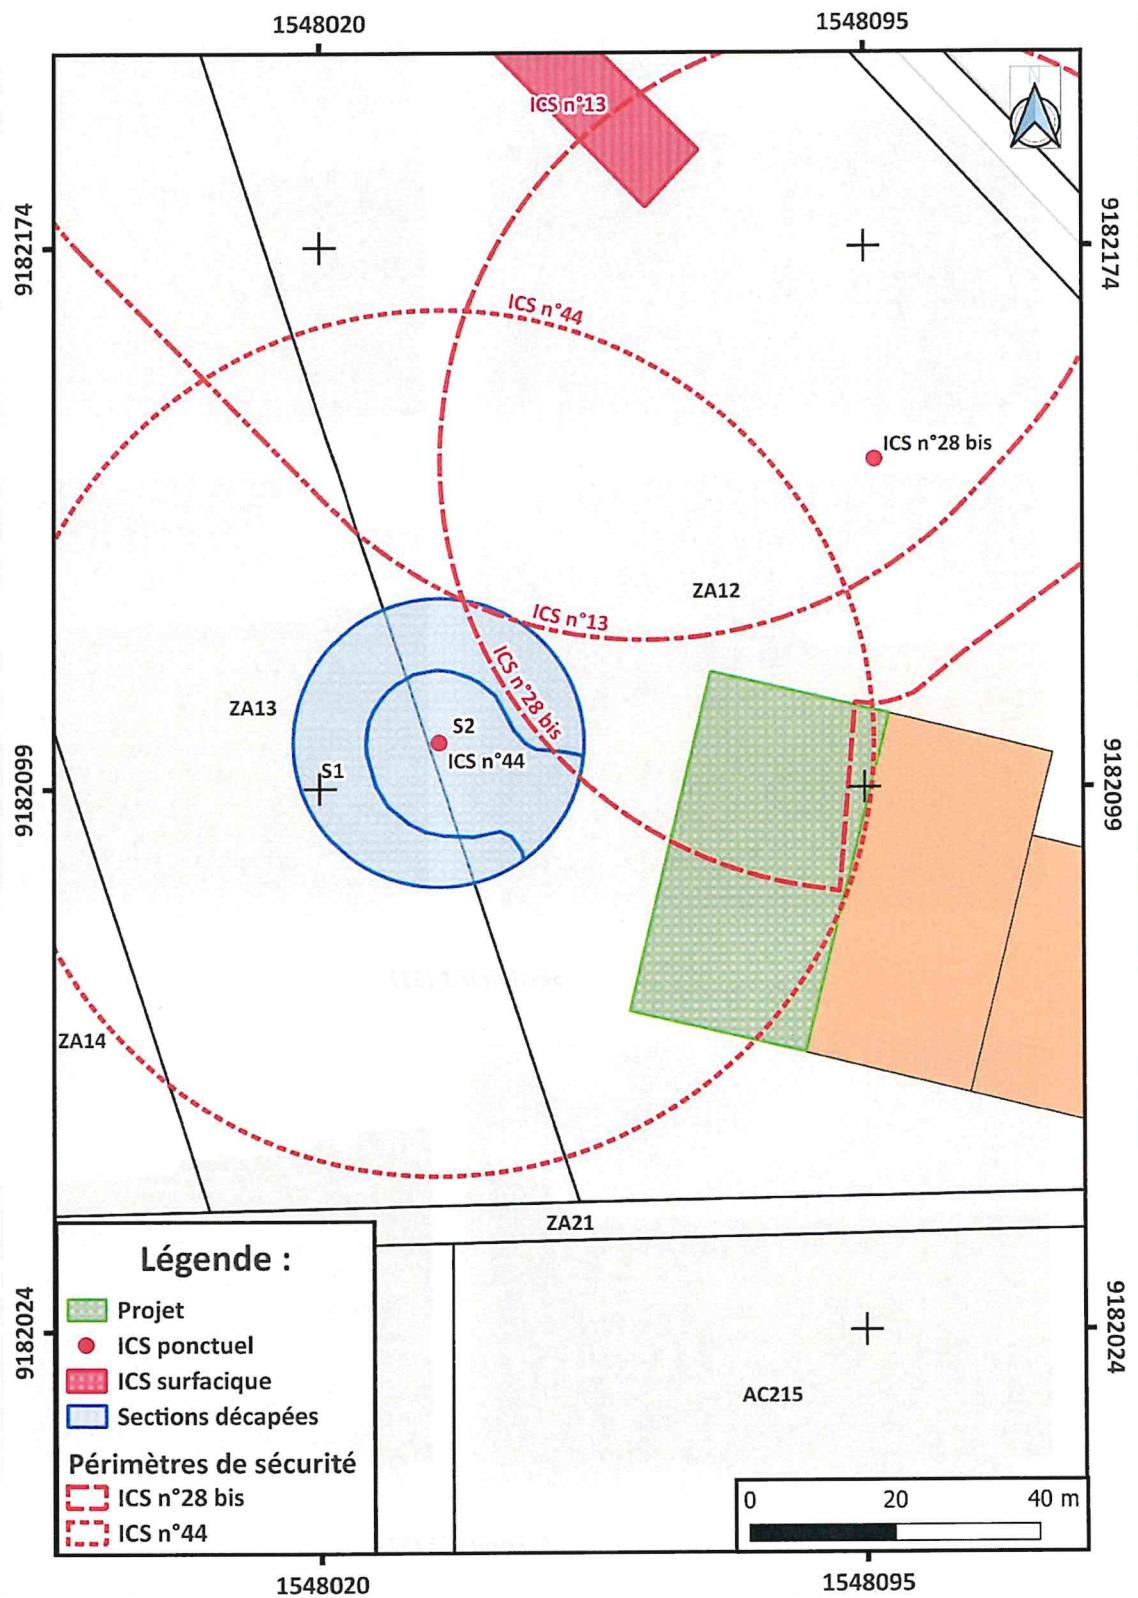 1548020
1548095
N
ICS n°13
9182174
9182174
ICS n°44
ICS n°28 bis
ZA12
ICS n°13
ICS n°28 bis
ZA13
S2
ICS n°44
S1
9182099
9182099
ZA14
ZA21
Légende :
Projet
ICS ponctuel
ICS surfacique
Sections décapées
Périmètres de sécurité
ICS n°28 bis
ICS n°44
9182024
9182024
AC215
0 20 40 m
1548020
1548095